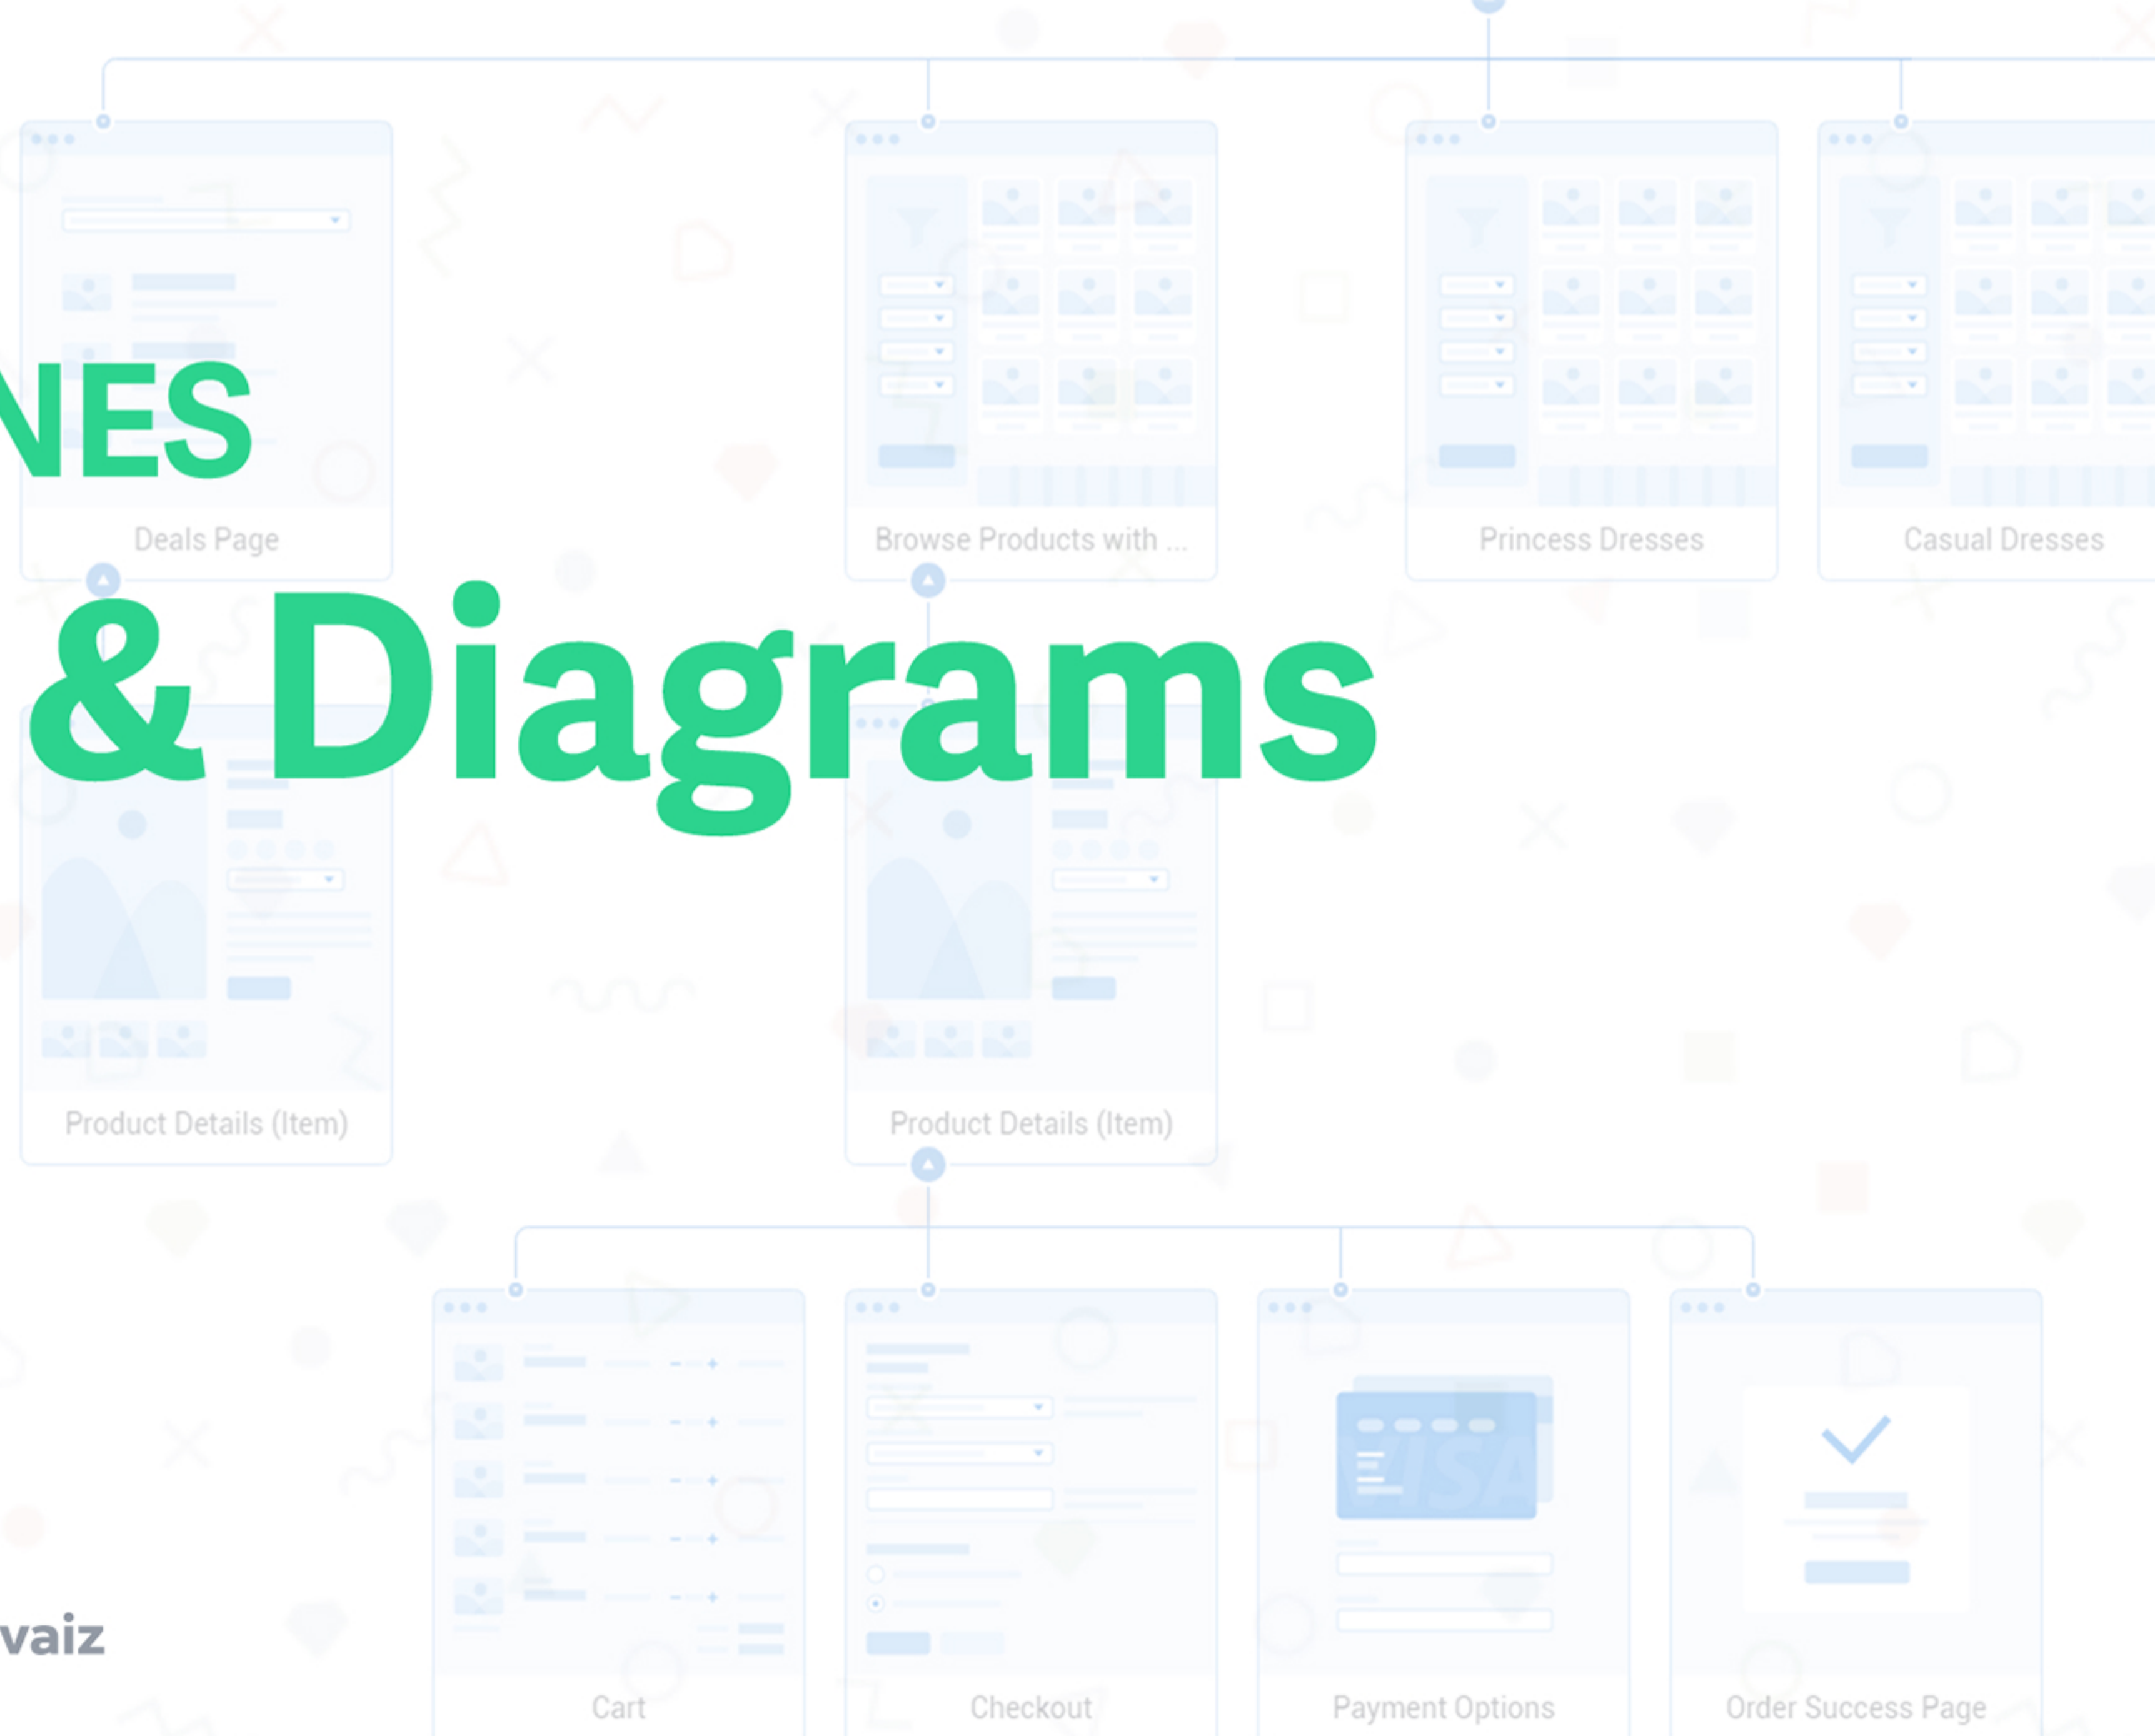 NES
Deals Page
Browse Products with ...
Princess Dresses
Casual Dresses
& Diagrams
Product Details (Item)
Product Details (Item)
VISA
vaiz
Cart
Checkout
Payment Options
Order Success Page